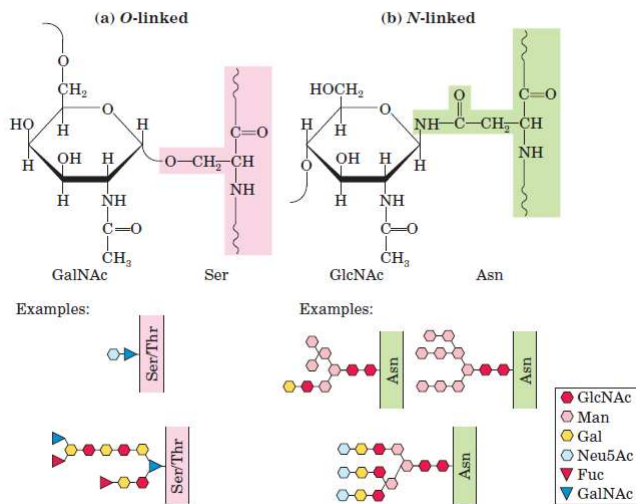 (a) O-linked
(b) N-linked
O
CH₂
O
HO
H
H
H
OH
H
H
NH
C=O
CH₃
GalNAc
O—CH₂—CH
C=O
NH
Ser
HOCH₂
O
H
H
O
OH
H
H
H
H
NH
C=O
CH₃
GlcNAc
NH—C—CH₂—CH
O
C=O
NH
Asn
Examples:
Ser/Thr
Ser/Thr
Examples:
Asn
Asn
Asn
GlcNAc
Man
Gal
Neu5Ac
Fuc
GalNAc